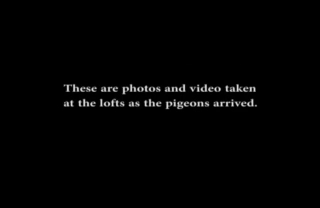 These are photos and video taken
at the lofts as the pigeons arrived.